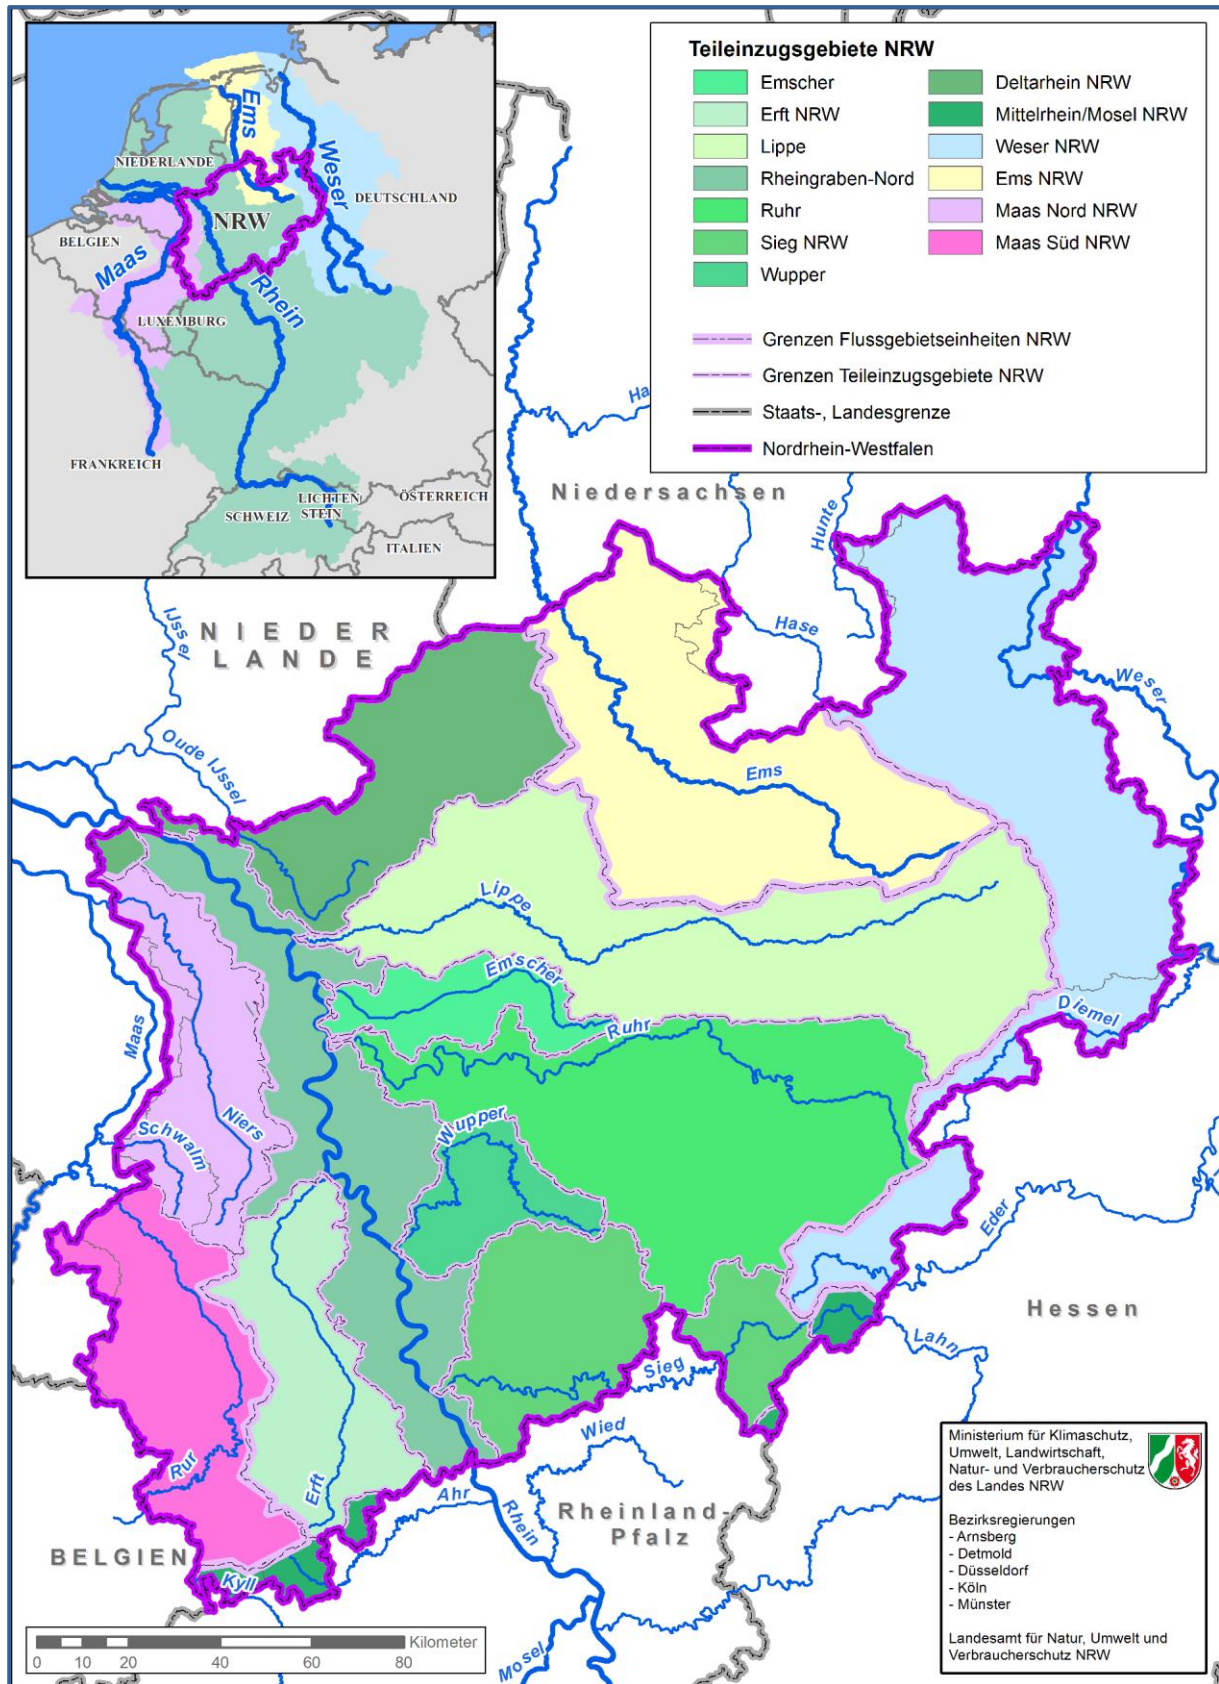 Ems
Weser
NIEDERLANDE
DEUTSCHLAND
NRW
BELGIEN
Maas
Rhein
LUXEMBURG
FRANKREICH
LICHTEN
STEIN
ÖSTERREICH
SCHWEIZ
ITALIEN
Teileinzugsgebiete NRW
Emscher
Erft NRW
Lippe
Rheingraben-Nord
Ruhr
Sieg NRW
Wupper
Deltarhein NRW
Mittelrhein/Mosel NRW
Weser NRW
Ems NRW
Maas Nord NRW
Maas Süd NRW
Grenzen Flussgebietseinheiten NRW
Grenzen Teileinzugsgebiete NRW
Staats-, Landesgrenze
Nordrhein-Westfalen
Ha
Niedersachsen
Hunte
IJssel
NIEDER
LANDE
Hase
Weser
Oude IJssel
Ems
Lippe
Emscher
Ruhr
Diemel
Maas
Niers
Schwalm
Wupper
Eder
Hessen
Lahn
Sieg
Wied
Rur
Erft
Ahr
Rhein
Rheinland-
Pfalz
BELGIEN
Kyll
Mosel
Kilometer
0 10 20 40 60 80
Ministerium für Klimaschutz,
Umwelt, Landwirtschaft,
Natur- und Verbraucherschutz
des Landes NRW
Bezirksregierungen
- Arnsberg
- Detmold
- Düsseldorf
- Köln
- Münster
Landesamt für Natur, Umwelt und
Verbraucherschutz NRW